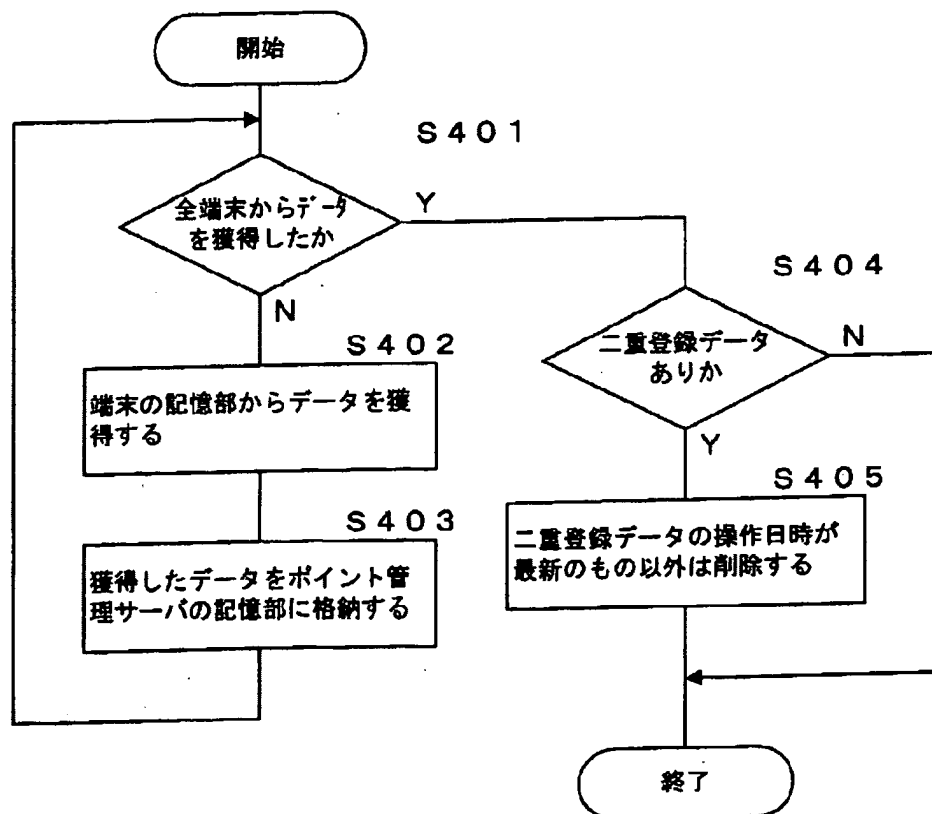 開始
S401
全端末からデータ
を獲得したか
Y
N
S402
端末の記憶部からデータを獲
得する
S403
獲得したデータをポイント管
理サーバの記憶部に格納する
S404
二重登録データ
ありか
N
Y
S405
二重登録データの操作日時が
最新のもの以外は削除する
終了